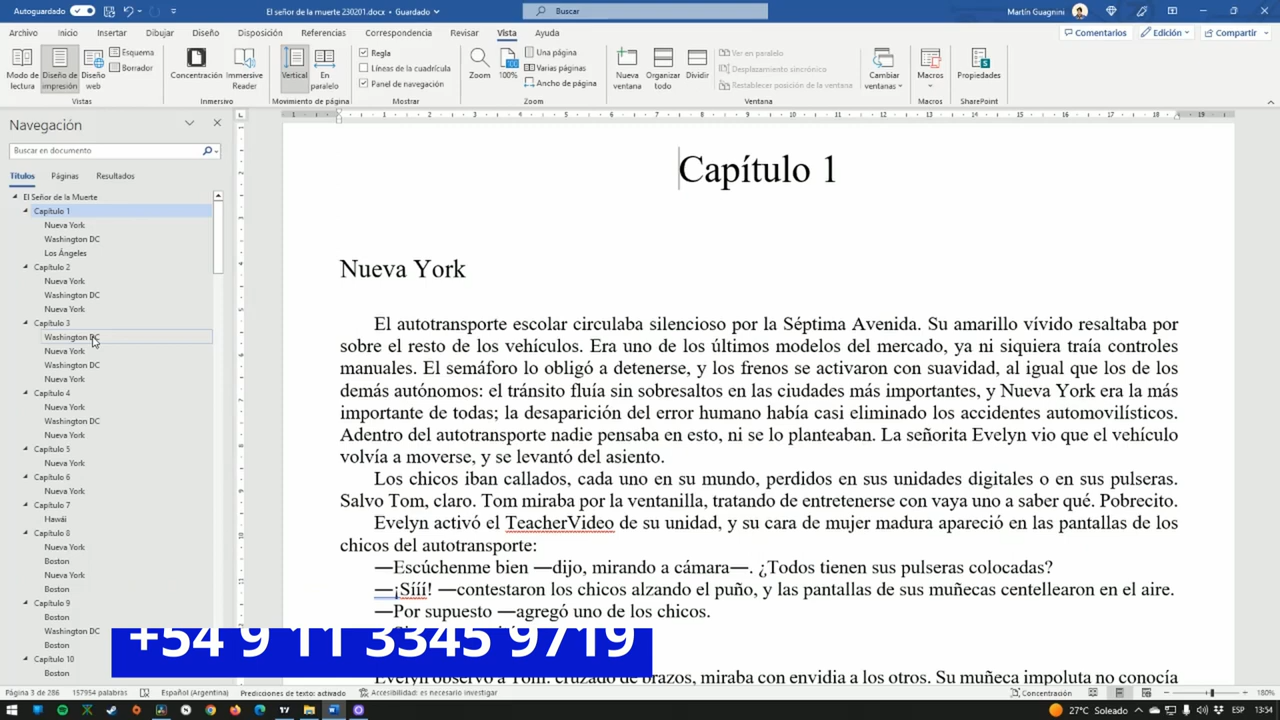 Autoguardado
El señor de la muerte 230201.docx • Guardado
Buscar
Martín Guagnini
Archivo Inicio Insertar Dibujar Diseño Disposición Referencias Correspondencia Revisar Vista Ayuda
Comentarios
Edición
Compartir
Modo de lectura
Diseño de impresión
Diseño web
Esquema
Borrador
Vistas
Concentración
Immersive Reader
Inmersivo
Vertical
En paralelo
Movimiento de página
Regla
Líneas de la cuadrícula
Panel de navegación
Mostrar
Zoom
100%
Una página
Varias páginas
Ancho de página
Zoom
Nueva ventana
Organizar todo
Dividir
Ver en paralelo
Desplazamiento sincrónico
Restablecer posición de la ventana
Ventana
Cambiar ventanas
Macros
Macros
Propiedades
SharePoint
Navegación
Buscar en documento
Títulos Páginas Resultados
El Señor de la Muerte
Capítulo 1
Nueva York
Washington DC
Los Ángeles
Capítulo 2
Nueva York
Washington DC
Nueva York
Capítulo 3
Washington DC
Nueva York
Washington DC
Nueva York
Capítulo 4
Nueva York
Washington DC
Nueva York
Capítulo 5
Nueva York
Capítulo 6
Nueva York
Capítulo 7
Hawái
Capítulo 8
Nueva York
Boston
Nueva York
Boston
Capítulo 9
Boston
Washington DC
Boston
Capítulo 10
Boston
Capítulo 1
Nueva York
El autotransporte escolar circulaba silencioso por la Séptima Avenida. Su amarillo vívido resaltaba por
sobre el resto de los vehículos. Era uno de los últimos modelos del mercado, ya ni siquiera traía controles
manuales. El semáforo lo obligó a detenerse, y los frenos se activaron con suavidad, al igual que los de los
demás autónomos: el tránsito fluía sin sobresaltos en las ciudades más importantes, y Nueva York era la más
importante de todas; la desaparición del error humano había casi eliminado los accidentes automovilísticos.
Adentro del autotransporte nadie pensaba en esto, ni se lo planteaban. La señorita Evelyn vio que el vehículo
volvía a moverse, y se levantó del asiento.
Los chicos iban callados, cada uno en su mundo, perdidos en sus unidades digitales o en sus pulseras.
Salvo Tom, claro. Tom miraba por la ventanilla, tratando de entretenerse con vaya uno a saber qué. Pobrecito.
Evelyn activó el TeacherVideo de su unidad, y su cara de mujer madura apareció en las pantallas de los
chicos del autotransporte:
—Escúchenme bien —dijo, mirando a cámara—. ¿Todos tienen sus pulseras colocadas?
—¡Sííí! —contestaron los chicos alzando el puño, y las pantallas de sus muñecas centellearon en el aire.
—Por supuesto —agregó uno de los chicos.
Evelyn observó a Tom: cruzado de brazos, miraba con envidia a los otros. Su muñeca impoluta no conocía
+54 9 11 3345 9719
Página 3 de 286 157954 palabras Español (Argentina) Predicciones de texto: activado Accesibilidad: es necesario investigar Concentración 180%
27°C Soleado ESP 13:54